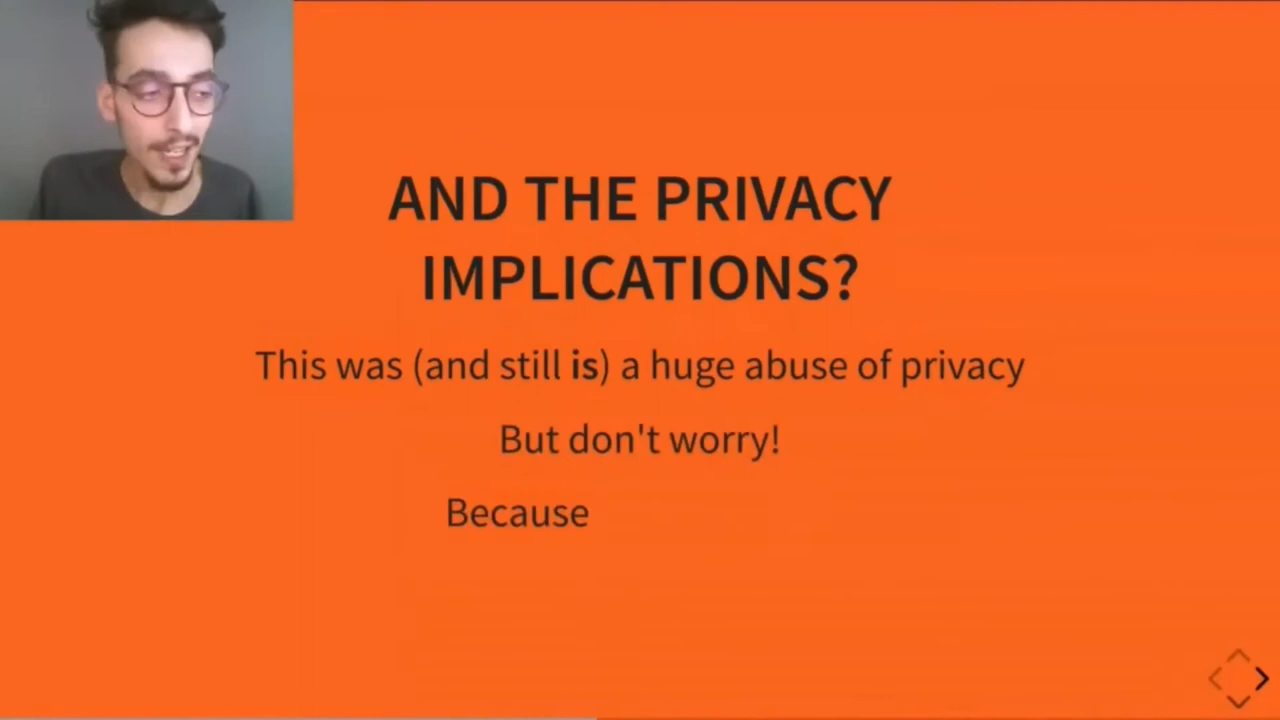 AND THE PRIVACY
IMPLICATIONS?
This was (and still is) a huge abuse of privacy
But don't worry!
Because